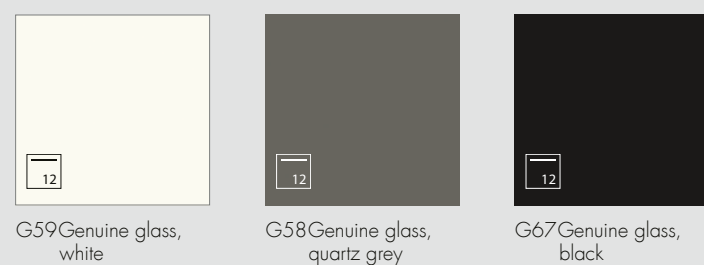 12 12 12
G59Genuine glass, G58Genuine glass, G67Genuine glass,
white quartz grey black